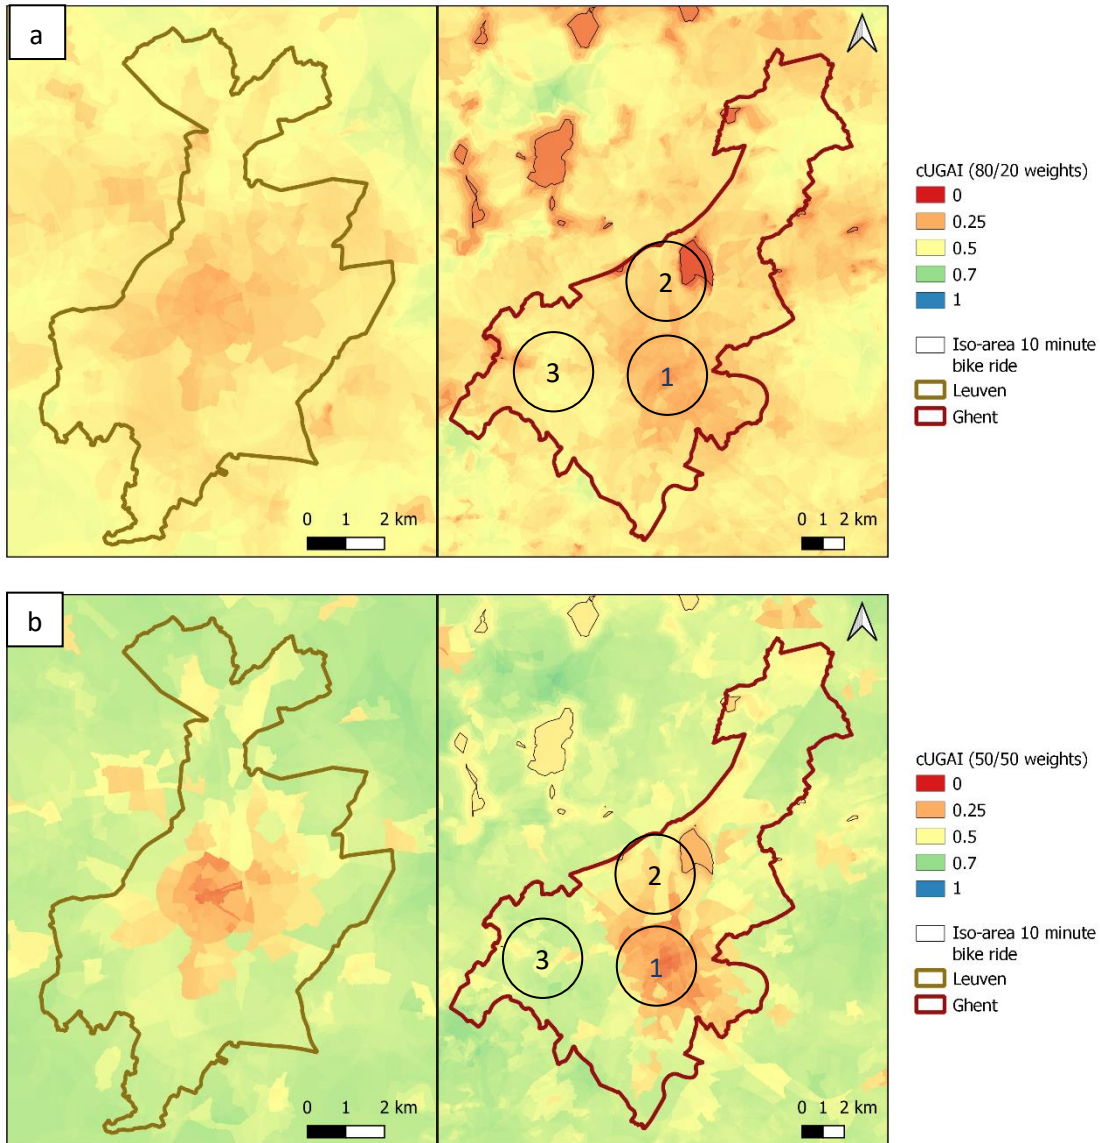 a
2
3
1
0 1 2 km
0 1 2 km
cUGAI (80/20 weights)
0
0.25
0.5
0.7
1
Iso-area 10 minute
bike ride
Leuven
Ghent
b
2
3
1
0 1 2 km
0 1 2 km
cUGAI (50/50 weights)
0
0.25
0.5
0.7
1
Iso-area 10 minute
bike ride
Leuven
Ghent